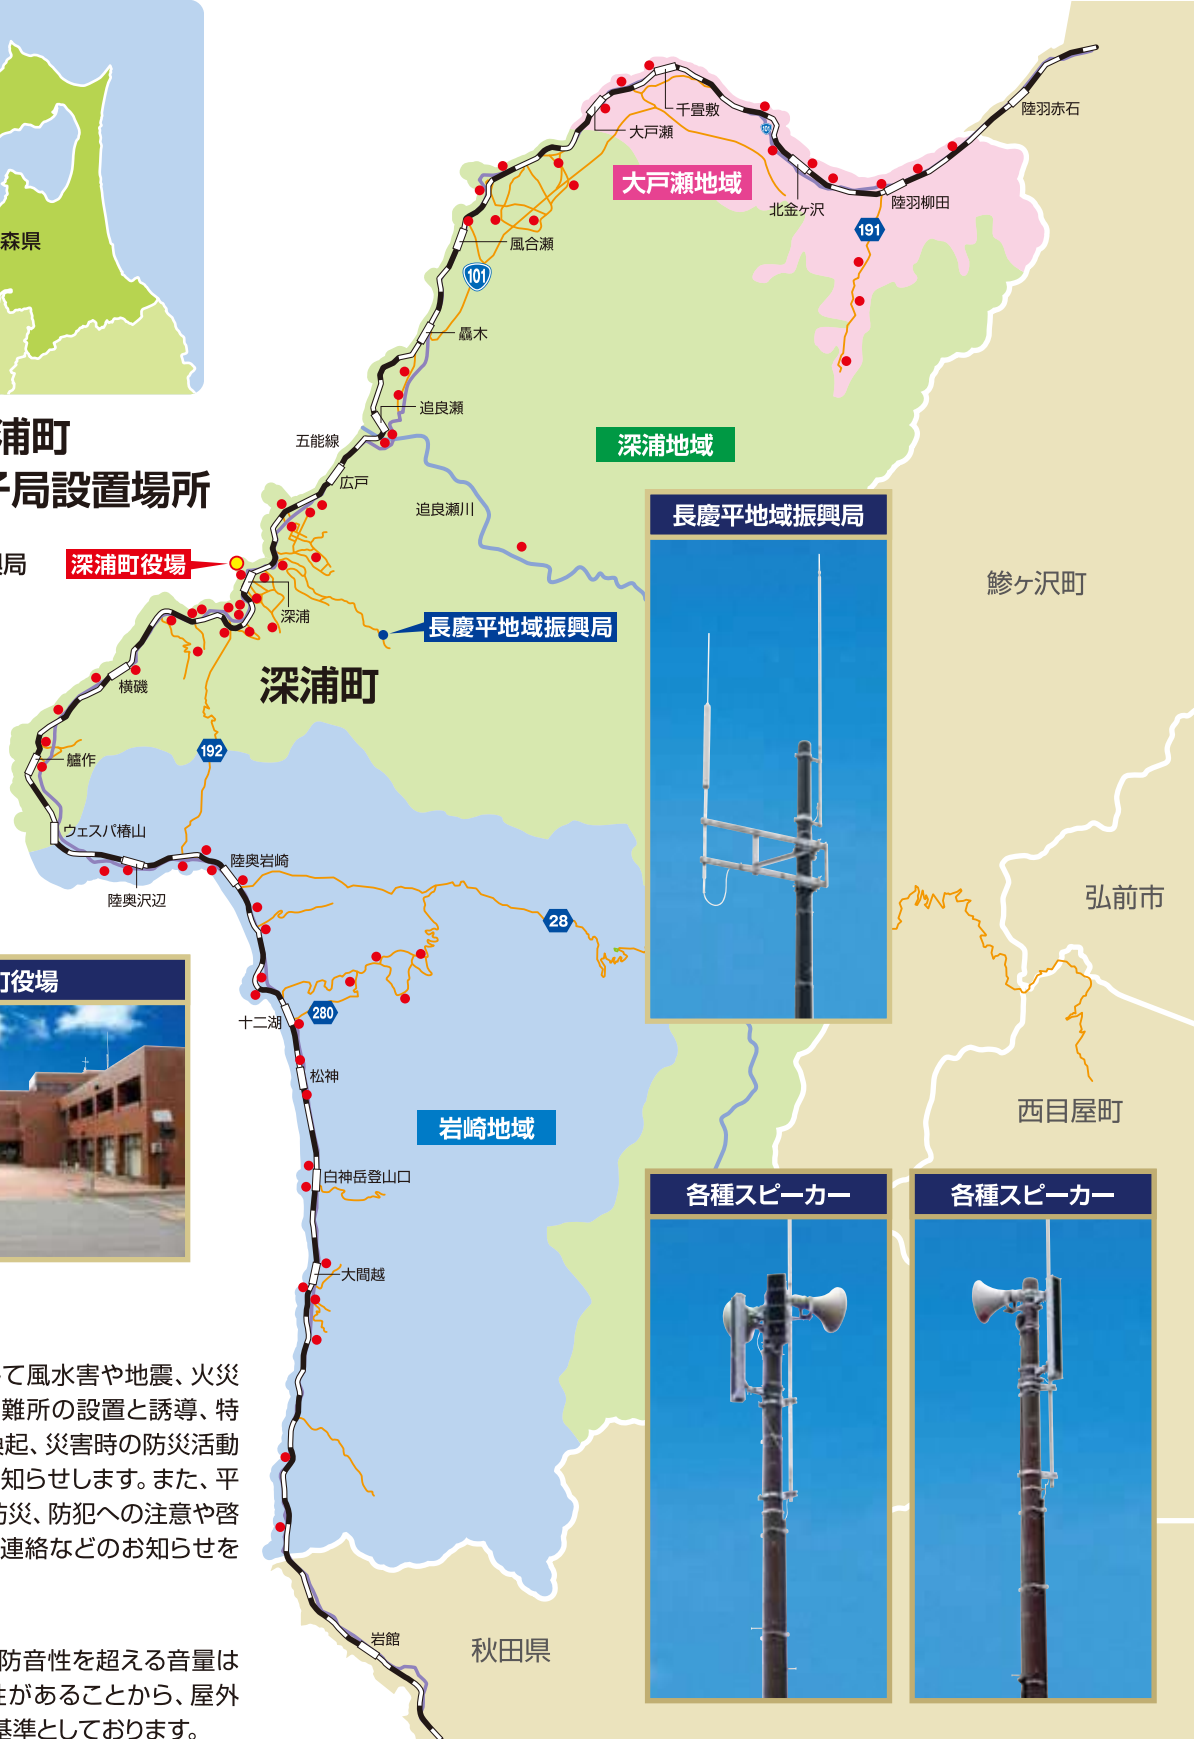 森県
浦町
子局設置場所
局
深浦町役場
陸羽赤石
千畳敷
大戸瀬
大戸瀬地域
101
北金ヶ沢
陸羽柳田
191
風合瀬
101
驫木
追良瀬
五能線
広戸
追良瀬川
深浦地域
長慶平地域振興局
鰺ヶ沢町
深浦
長慶平地域振興局
深浦町
横磯
192
艫作
ウェスパ椿山
陸奥岩崎
陸奥沢辺
28
弘前市
町役場
280
十二湖
松神
西目屋町
岩崎地域
白神岳登山口
各種スピーカー
各種スピーカー
大間越
て風水害や地震、火災
難所の設置と誘導、特
喚起、災害時の防災活動
知らせします。また、平
防災、防犯への注意や啓
連絡などのお知らせを
岩館
秋田県
防音性を超える音量は
性があることから、屋外
基準としております。